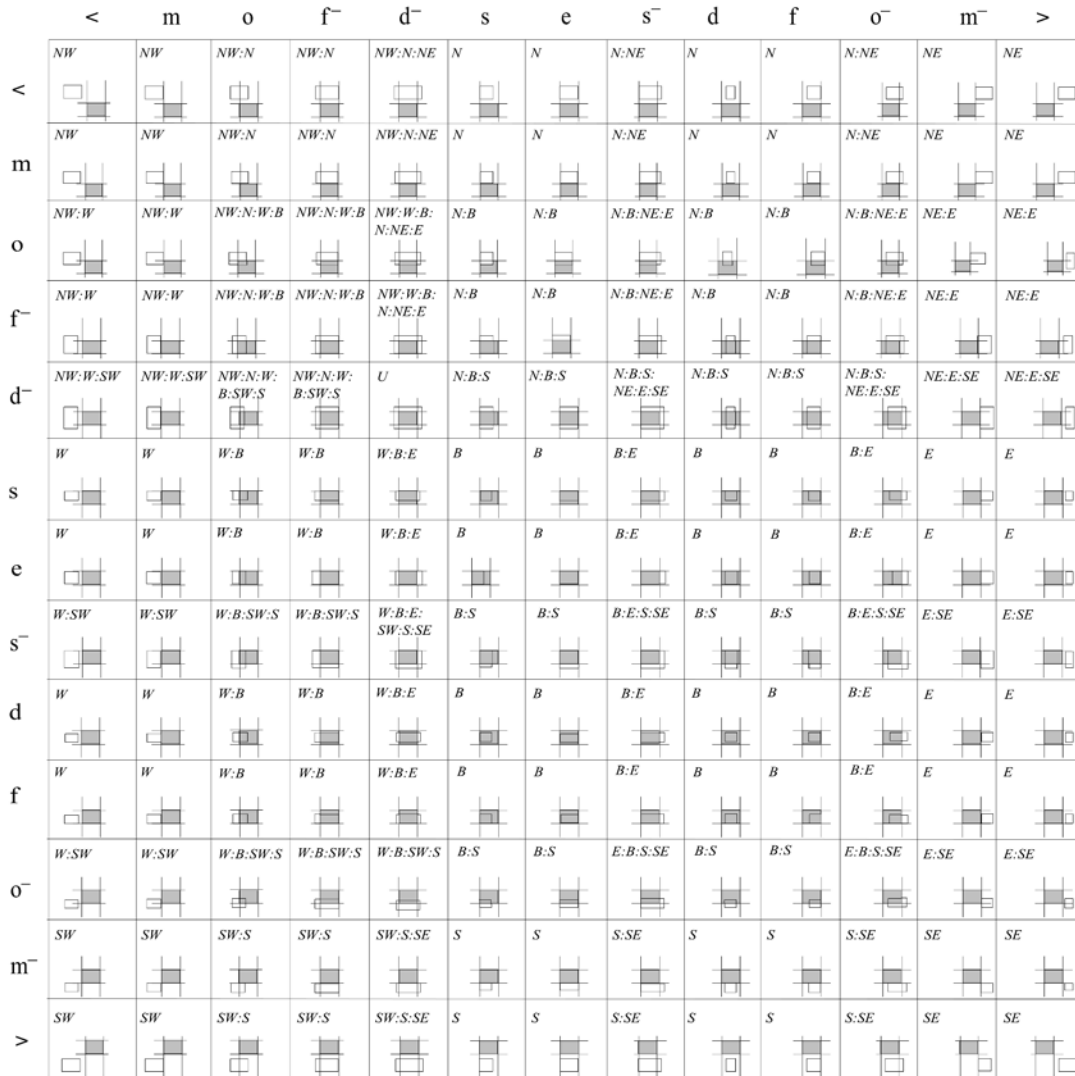 < m o f⁻ d⁻ s e s⁻ d f o⁻ m⁻ >
< NW NW NW:N NW:N NW:N:NE N N N:NE N N N:NE NE NE
m NW NW NW:N NW:N NW:N:NE N N N:NE N N N:NE NE NE
o NW:W NW:W NW:N:W:B NW:N:W:B NW:W:B: N:B N:B N:B:NE:E N:B N:B N:B:NE:E NE:E NE:E
N:NE:E
f⁻ NW:W NW:W NW:N:W:B NW:N:W:B NW:W:B: N:B N:B N:B:NE:E N:B N:B N:B:NE:E NE:E NE:E
N:NE:E
d⁻ NW:W:SW NW:W:SW NW:N:W: NW:N:W: U N:B:S N:B:S N:B:S: N:B:S N:B:S N:B:S: NE:E:SE NE:E:SE
B:SW:S B:SW:S NE:E:SE NE:E:SE
s W W W:B W:B W:B:E B B B:E B B B:E E E
e W W W:B W:B W:B:E B B B:E B B B:E E E
s⁻ W:SW W:SW W:B:SW:S W:B:SW:S W:B:E: B:S B:S B:E:S:SE B:S B:S B:E:S:SE E:SE E:SE
SW:S:SE
d W W W:B W:B W:B:E B B B:E B B B:E E E
f W W W:B W:B W:B:E B B B:E B B B:E E E
o⁻ W:SW W:SW W:B:SW:S W:B:SW:S W:B:SW:S B:S B:S E:B:S:SE B:S B:S E:B:S:SE E:SE E:SE
m⁻ SW SW SW:S SW:S SW:S:SE S S S:SE S S S:SE SE SE
> SW SW SW:S SW:S SW:S:SE S S S:SE S S S:SE SE SE